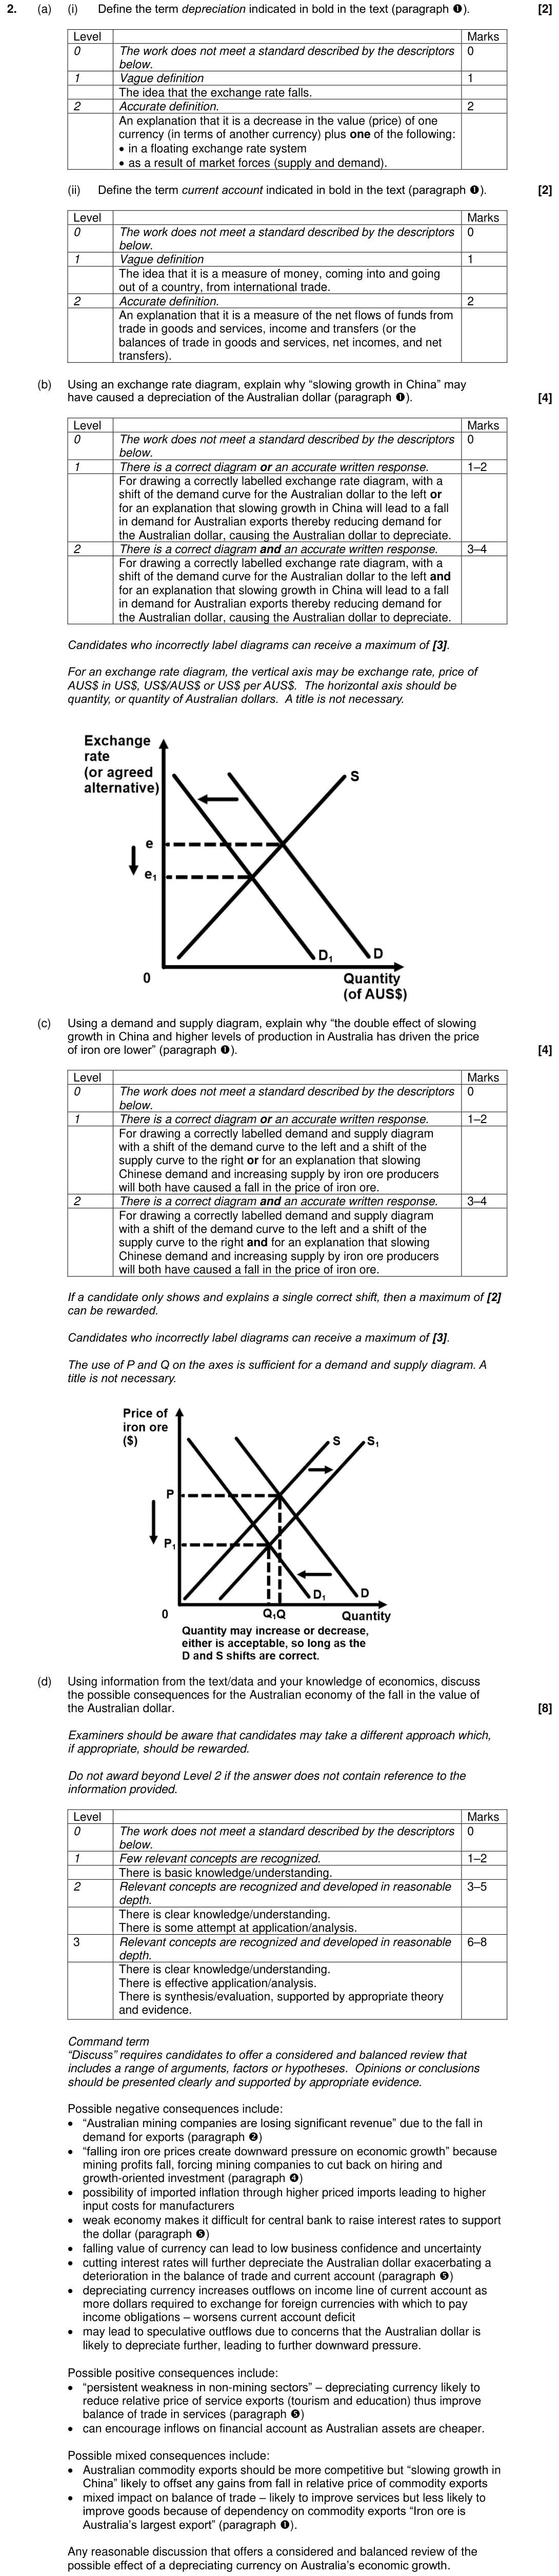 2. (a) (i) Define the term depreciation indicated in bold in the text (paragraph ❶). [2]
Level Marks
0 The work does not meet a standard described by the descriptors 0
below.
1 Vague definition 1
The idea that the exchange rate falls.
2 Accurate definition. 2
An explanation that it is a decrease in the value (price) of one
currency (in terms of another currency) plus one of the following:
• in a floating exchange rate system
• as a result of market forces (supply and demand).
(ii) Define the term current account indicated in bold in the text (paragraph ❶). [2]
Level Marks
0 The work does not meet a standard described by the descriptors 0
below.
1 Vague definition 1
The idea that it is a measure of money, coming into and going
out of a country, from international trade.
2 Accurate definition. 2
An explanation that it is a measure of the net flows of funds from
trade in goods and services, income and transfers (or the
balances of trade in goods and services, net incomes, and net
transfers).
(b) Using an exchange rate diagram, explain why “slowing growth in China” may
have caused a depreciation of the Australian dollar (paragraph ❶). [4]
Level Marks
0 The work does not meet a standard described by the descriptors 0
below.
1 There is a correct diagram or an accurate written response. 1–2
For drawing a correctly labelled exchange rate diagram, with a
shift of the demand curve for the Australian dollar to the left or
for an explanation that slowing growth in China will lead to a fall
in demand for Australian exports thereby reducing demand for
the Australian dollar, causing the Australian dollar to depreciate.
2 There is a correct diagram and an accurate written response. 3–4
For drawing a correctly labelled exchange rate diagram, with a
shift of the demand curve for the Australian dollar to the left and
for an explanation that slowing growth in China will lead to a fall
in demand for Australian exports thereby reducing demand for
the Australian dollar, causing the Australian dollar to depreciate.
Candidates who incorrectly label diagrams can receive a maximum of [3].
For an exchange rate diagram, the vertical axis may be exchange rate, price of
AUS$ in US$, US$/AUS$ or US$ per AUS$. The horizontal axis should be
quantity, or quantity of Australian dollars. A title is not necessary.
Exchange
rate
(or agreed
alternative)
S
e
e1
D1 D
0 Quantity
(of AUS$)
(c) Using a demand and supply diagram, explain why “the double effect of slowing
growth in China and higher levels of production in Australia has driven the price
of iron ore lower” (paragraph ❶). [4]
Level Marks
0 The work does not meet a standard described by the descriptors 0
below.
1 There is a correct diagram or an accurate written response. 1–2
For drawing a correctly labelled demand and supply diagram
with a shift of the demand curve to the left and a shift of the
supply curve to the right or for an explanation that slowing
Chinese demand and increasing supply by iron ore producers
will both have caused a fall in the price of iron ore.
2 There is a correct diagram and an accurate written response. 3–4
For drawing a correctly labelled demand and supply diagram
with a shift of the demand curve to the left and a shift of the
supply curve to the right and for an explanation that slowing
Chinese demand and increasing supply by iron ore producers
will both have caused a fall in the price of iron ore.
If a candidate only shows and explains a single correct shift, then a maximum of [2]
can be rewarded.
Candidates who incorrectly label diagrams can receive a maximum of [3].
The use of P and Q on the axes is sufficient for a demand and supply diagram. A
title is not necessary.
Price of
iron ore
($)
S S1
P
P1
D1 D
0 Q1Q Quantity
Quantity may increase or decrease,
either is acceptable, so long as the
D and S shifts are correct.
(d) Using information from the text/data and your knowledge of economics, discuss
the possible consequences for the Australian economy of the fall in the value of
the Australian dollar. [8]
Examiners should be aware that candidates may take a different approach which,
if appropriate, should be rewarded.
Do not award beyond Level 2 if the answer does not contain reference to the
information provided.
Level Marks
0 The work does not meet a standard described by the descriptors 0
below.
1 Few relevant concepts are recognized. 1–2
There is basic knowledge/understanding.
2 Relevant concepts are recognized and developed in reasonable 3–5
depth.
There is clear knowledge/understanding.
There is some attempt at application/analysis.
3 Relevant concepts are recognized and developed in reasonable 6–8
depth.
There is clear knowledge/understanding.
There is effective application/analysis.
There is synthesis/evaluation, supported by appropriate theory
and evidence.
Command term
“Discuss” requires candidates to offer a considered and balanced review that
includes a range of arguments, factors or hypotheses. Opinions or conclusions
should be presented clearly and supported by appropriate evidence.
Possible negative consequences include:
• “Australian mining companies are losing significant revenue” due to the fall in
demand for exports (paragraph ❷)
• “falling iron ore prices create downward pressure on economic growth” because
mining profits fall, forcing mining companies to cut back on hiring and
growth-oriented investment (paragraph ❹)
• possibility of imported inflation through higher priced imports leading to higher
input costs for manufacturers
• weak economy makes it difficult for central bank to raise interest rates to support
the dollar (paragraph ❺)
• falling value of currency can lead to low business confidence and uncertainty
• cutting interest rates will further depreciate the Australian dollar exacerbating a
deterioration in the balance of trade and current account (paragraph ❺)
• depreciating currency increases outflows on income line of current account as
more dollars required to exchange for foreign currencies with which to pay
income obligations – worsens current account deficit
• may lead to speculative outflows due to concerns that the Australian dollar is
likely to depreciate further, leading to further downward pressure.
Possible positive consequences include:
• “persistent weakness in non-mining sectors” – depreciating currency likely to
reduce relative price of service exports (tourism and education) thus improve
balance of trade in services (paragraph ❺)
• can encourage inflows on financial account as Australian assets are cheaper.
Possible mixed consequences include:
• Australian commodity exports should be more competitive but “slowing growth in
China” likely to offset any gains from fall in relative price of commodity exports
• mixed impact on balance of trade – likely to improve services but less likely to
improve goods because of dependency on commodity exports “Iron ore is
Australia’s largest export” (paragraph ❶).
Any reasonable discussion that offers a considered and balanced review of the
possible effect of a depreciating currency on Australia’s economic growth.